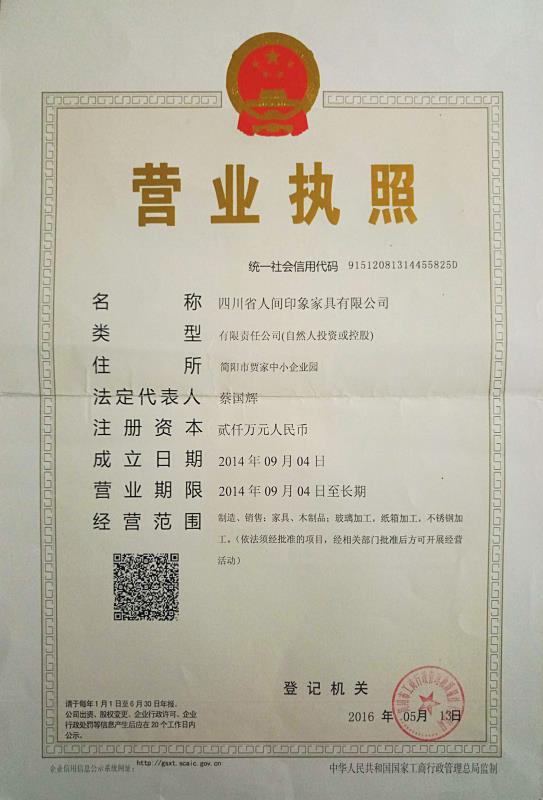 营业执照
统一社会信用代码 91512081314455825D
名称 四川省人间印象家具有限公司
类型 有限责任公司(自然人投资或控股)
住所 简阳市贾家中小企业园
法定代表人 蔡国辉
注册资本 贰仟万元人民币
成立日期 2014年09月04日
营业期限 2014年09月04日至长期
经营范围 制造、销售:家具、木制品;玻璃加工,纸箱加工,不锈钢加
工。(依法须经批准的项目,经相关部门批准后方可开展经营
活动)
登记机关
请于每年1月1日至6月30日年报。
公司出资、股权变更、企业行政许可、企业
行政处罚等信息产生后应在20个工作日内
公示。
2016年05月13日
企业信用信息公示系统网址: http://gsxt.scaic.gov.cn
中华人民共和国国家工商行政管理总局监制